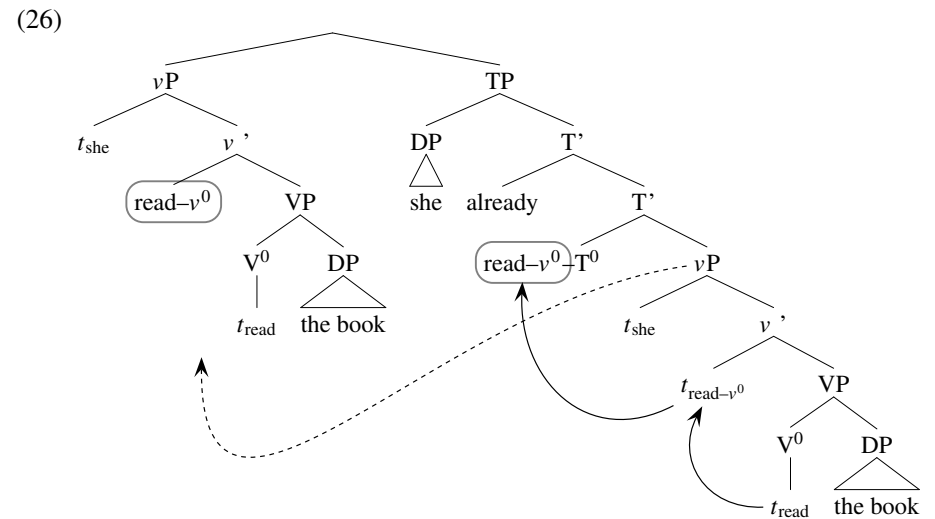 (26)
vP TP
t_she v ’ DP T’
read–v⁰ VP she already T’
V⁰ DP read–v⁰–T⁰ vP
t_read the book t_she v ’
t_read–v⁰ VP
V⁰ DP
t_read the book